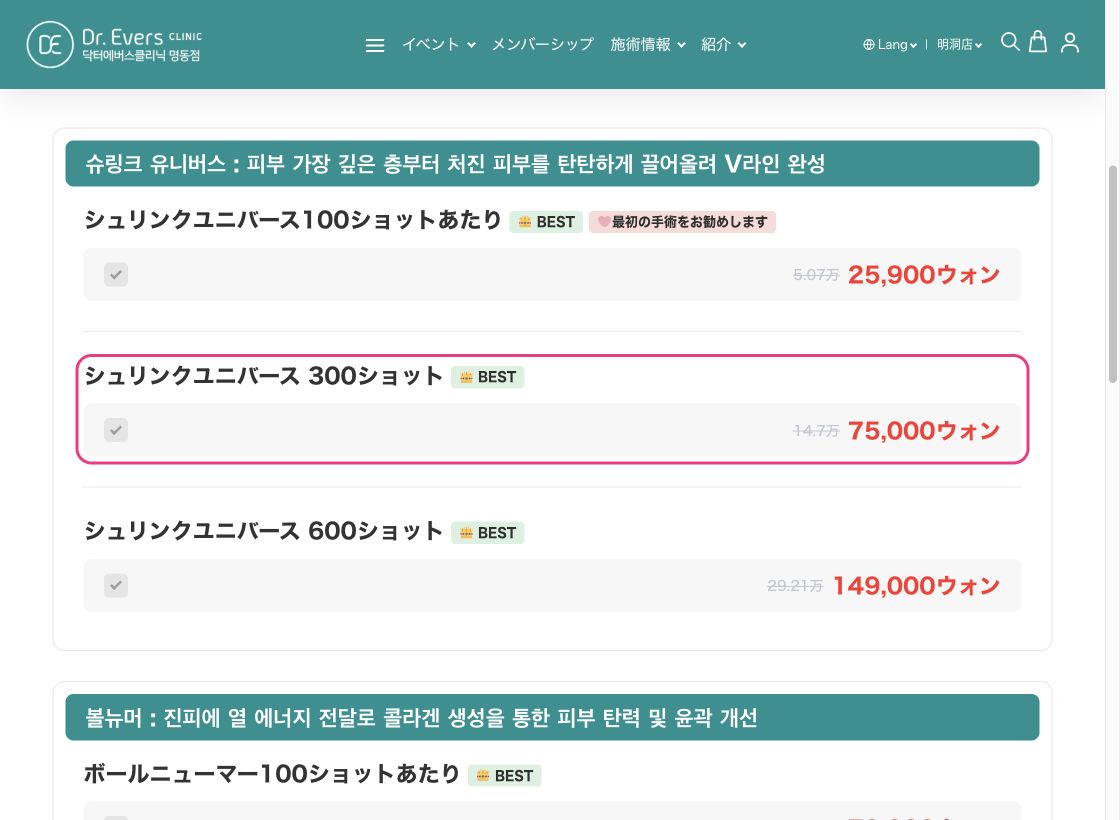 DE Dr. Evers CLINIC
닥터에버스클리닉 명동점
イベント メンバーシップ 施術情報 紹介
Lang | 明洞店
슈링크 유니버스 : 피부 가장 깊은 층부터 처진 피부를 탄탄하게 끌어올려 V라인 완성
シュリンクユニバース100ショットあたり BEST 最初の手術をお勧めします
5.07万 25,900ウォン
シュリンクユニバース 300ショット BEST
14.7万 75,000ウォン
シュリンクユニバース 600ショット BEST
29.21万 149,000ウォン
볼뉴머 : 진피에 열 에너지 전달로 콜라겐 생성을 통한 피부 탄력 및 윤곽 개선
ボールニューマー100ショットあたり BEST